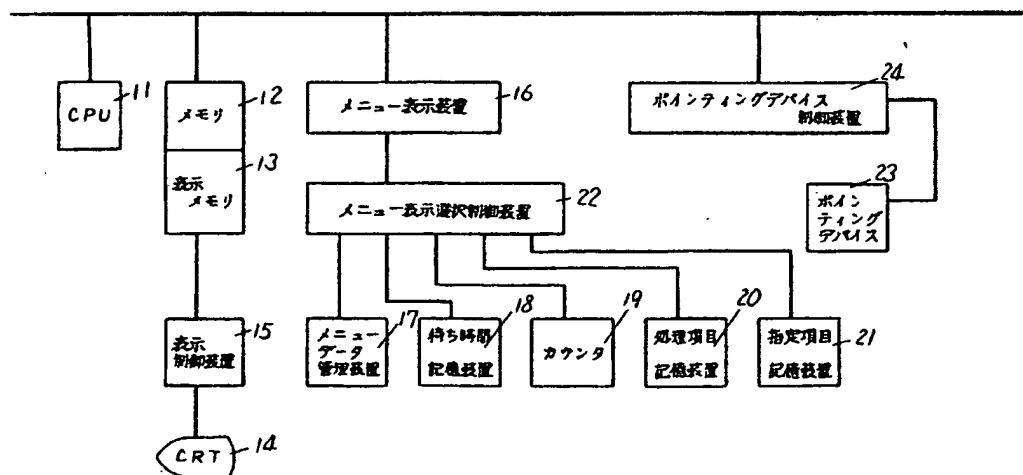 11
CPU
12
メモリ
13
表示
メモリ
15
表示
制御装置
14
CRT
16
メニュー表示装置
22
メニュー表示選択制御装置
17
メニュー
データ
管理装置
18
待ち時間
記憶装置
19
カウンタ
20
処理項目
記憶装置
21
指定項目
記憶装置
24
ポインティングデバイス
制御装置
23
ポイン
ティング
デバイス